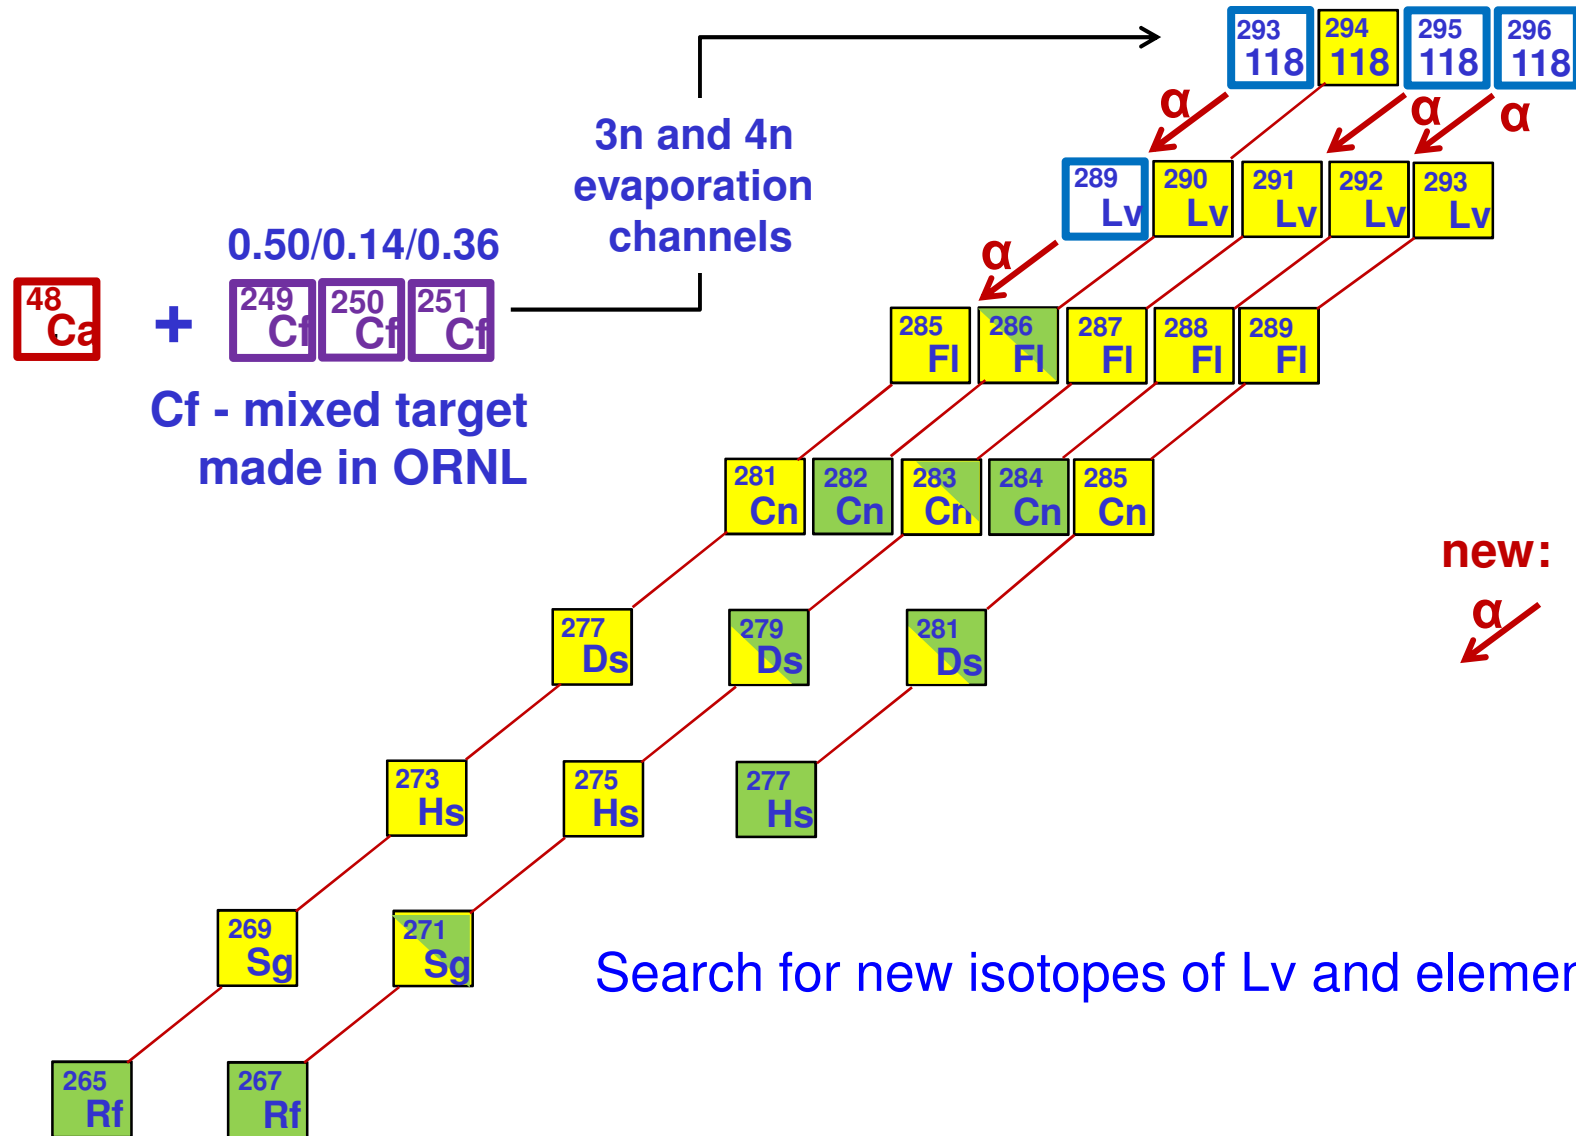 293 118 294 118 295 118 296 118
α α α
3n and 4n
evaporation
channels
289 Lv 290 Lv 291 Lv 292 Lv 293 Lv
0.50/0.14/0.36
α
48 Ca + 249 Cf 250 Cf 251 Cf
285 Fl 286 Fl 287 Fl 288 Fl 289 Fl
Cf - mixed target
made in ORNL
281 Cn 282 Cn 283 Cn 284 Cn 285 Cn
new:
α
277 Ds 279 Ds 281 Ds
273 Hs 275 Hs 277 Hs
269 Sg 271 Sg
Search for new isotopes of Lv and elemen
265 Rf 267 Rf